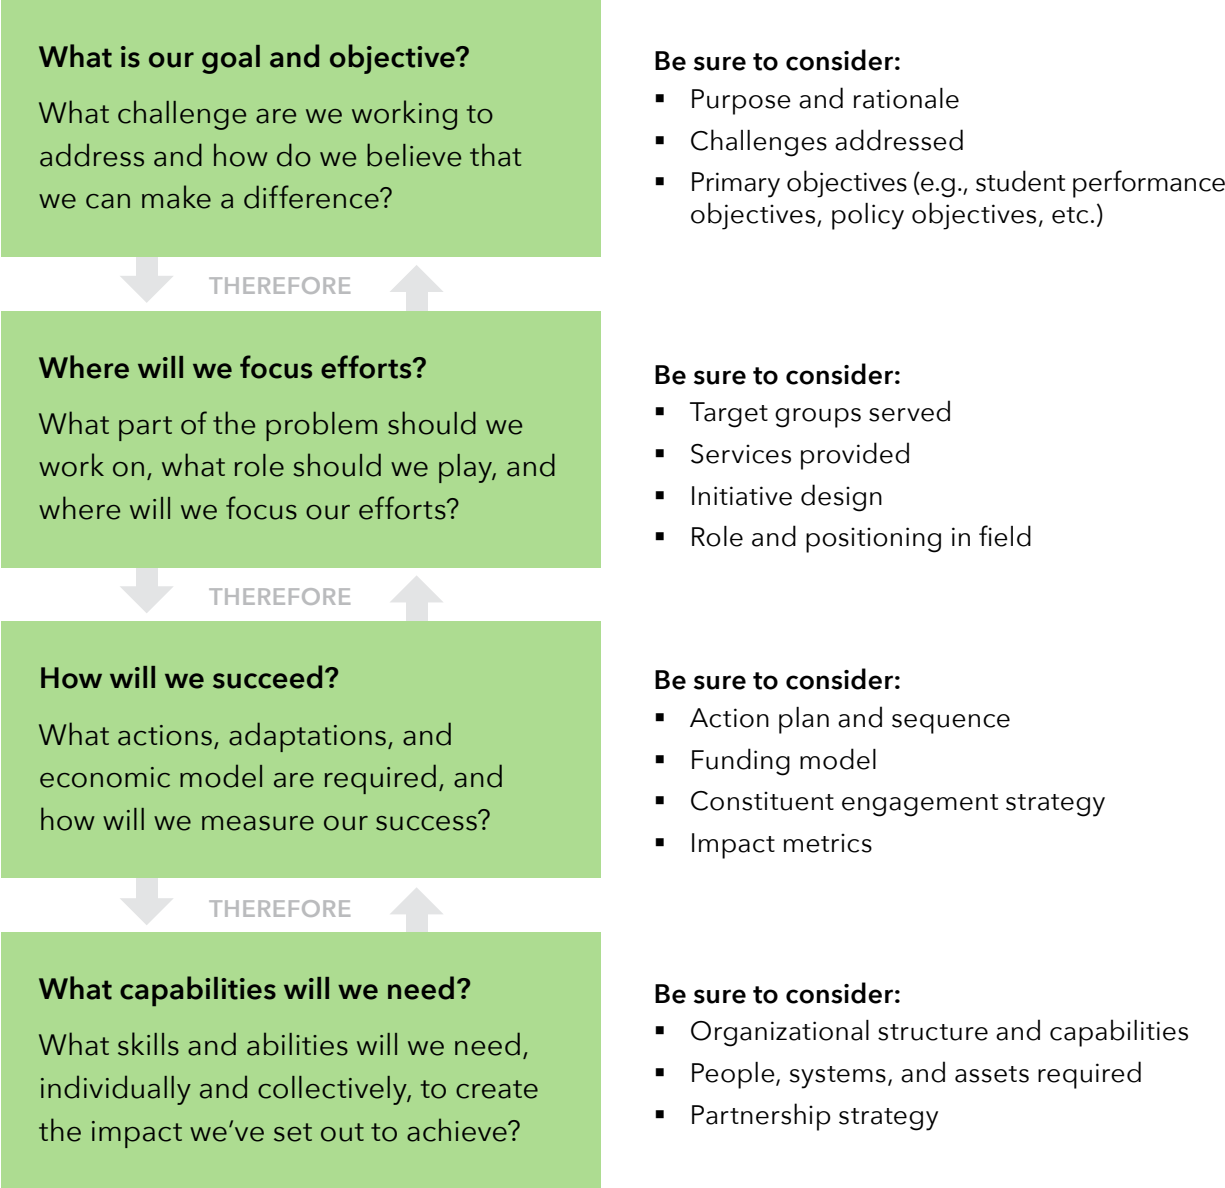 What is our goal and objective?
What challenge are we working to
address and how do we believe that
we can make a difference?
Be sure to consider:
▪ Purpose and rationale
▪ Challenges addressed
▪ Primary objectives (e.g., student performance
objectives, policy objectives, etc.)
THEREFORE
Where will we focus efforts?
What part of the problem should we
work on, what role should we play, and
where will we focus our efforts?
Be sure to consider:
▪ Target groups served
▪ Services provided
▪ Initiative design
▪ Role and positioning in field
THEREFORE
How will we succeed?
What actions, adaptations, and
economic model are required, and
how will we measure our success?
Be sure to consider:
▪ Action plan and sequence
▪ Funding model
▪ Constituent engagement strategy
▪ Impact metrics
THEREFORE
What capabilities will we need?
What skills and abilities will we need,
individually and collectively, to create
the impact we’ve set out to achieve?
Be sure to consider:
▪ Organizational structure and capabilities
▪ People, systems, and assets required
▪ Partnership strategy